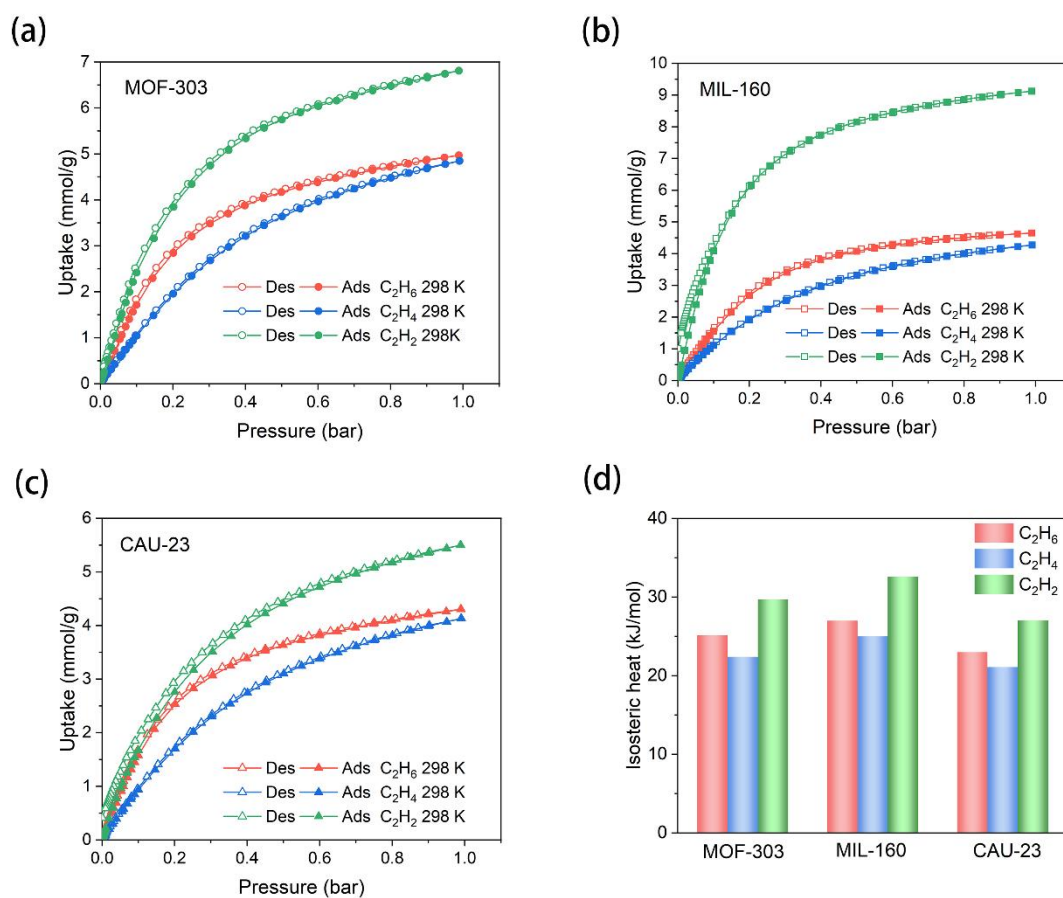 (a)
MOF-303
Uptake (mmol/g)
7
6
5
4
3
2
1
0
0.0 0.2 0.4 0.6 0.8 1.0
Pressure (bar)
Des Ads C₂H₆ 298 K
Des Ads C₂H₄ 298 K
Des Ads C₂H₂ 298K
(b)
MIL-160
Uptake (mmol/g)
10
9
8
7
6
5
4
3
2
1
0
0.0 0.2 0.4 0.6 0.8 1.0
Pressure (bar)
Des Ads C₂H₆ 298 K
Des Ads C₂H₄ 298 K
Des Ads C₂H₂ 298 K
(c)
CAU-23
Uptake (mmol/g)
6
5
4
3
2
1
0
0.0 0.2 0.4 0.6 0.8 1.0
Pressure (bar)
Des Ads C₂H₆ 298 K
Des Ads C₂H₄ 298 K
Des Ads C₂H₂ 298 K
(d)
Isosteric heat (kJ/mol)
40
30
20
10
0
C₂H₆
C₂H₄
C₂H₂
MOF-303 MIL-160 CAU-23